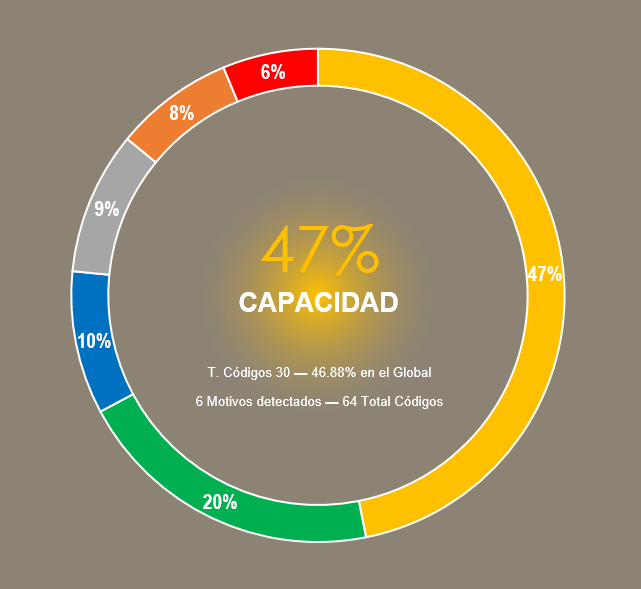 6%
8%
9%
47%
47%
CAPACIDAD
10%
T. Códigos 30 — 46.88% en el Global
6 Motivos detectados — 64 Total Códigos
20%